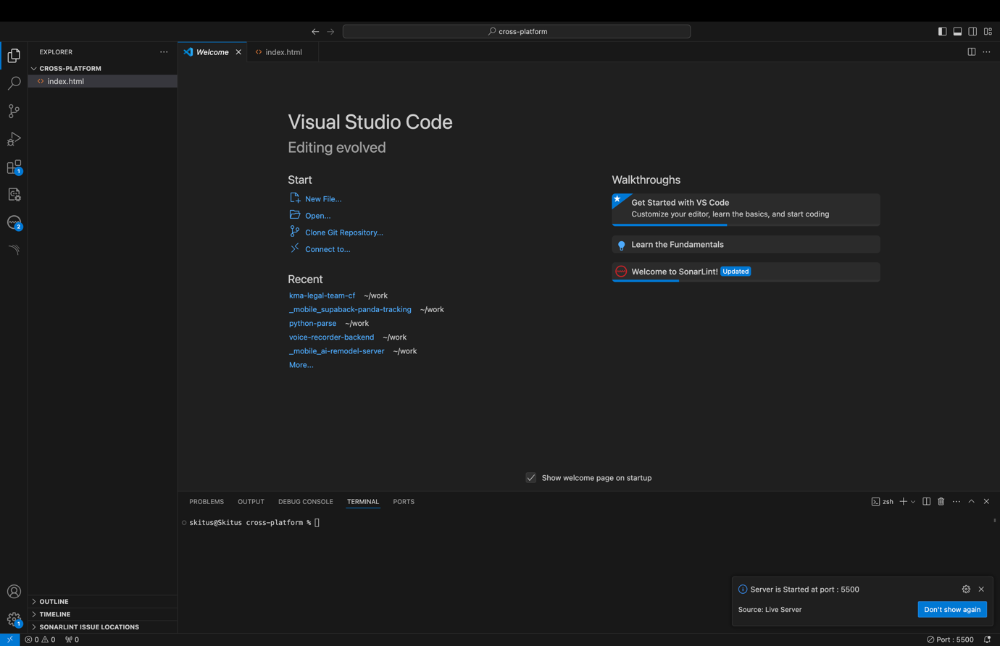 cross-platform
EXPLORER
Welcome
index.html
CROSS-PLATFORM
index.html
Visual Studio Code
Editing evolved
Start
New File...
Open...
Clone Git Repository...
Connect to...
Recent
kma-legal-team-cf ~/work
_mobile_supaback-panda-tracking ~/work
python-parse ~/work
voice-recorder-backend ~/work
_mobile_ai-remodel-server ~/work
More...
Walkthroughs
Get Started with VS Code
Customize your editor, learn the basics, and start coding
Learn the Fundamentals
Welcome to SonarLint! Updated
1
2
Show welcome page on startup
PROBLEMS OUTPUT DEBUG CONSOLE TERMINAL PORTS
zsh
skitus@Skitus cross-platform %
Server is Started at port : 5500
Source: Live Server
Don't show again
OUTLINE
TIMELINE
SONARLINT ISSUE LOCATIONS
1
0 0 0
Port : 5500